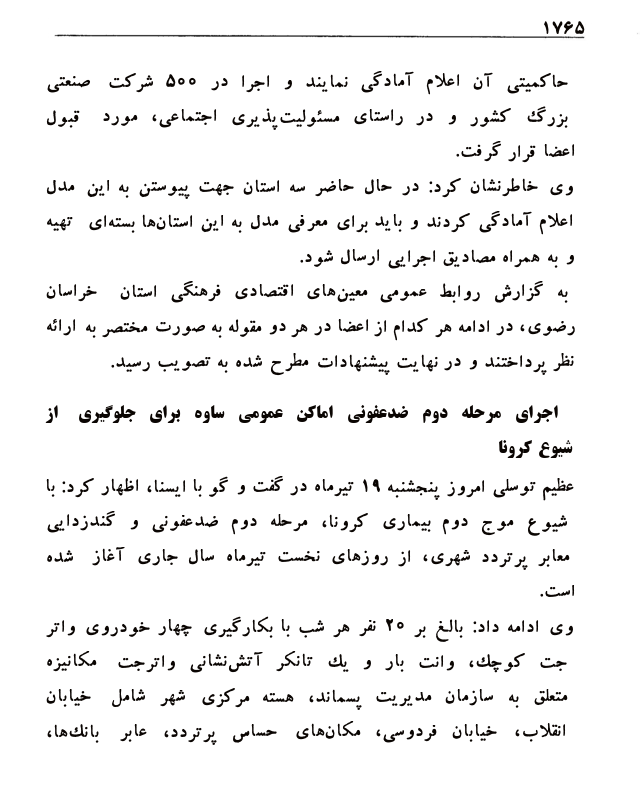 ۱۷۶۵
حاکمیتی آن اعلام آمادگی نمایند و اجرا در ۵۰۰ شرکت صنعتی
بزرگ کشور و در راستای مسئولیت‌پذیری اجتماعی، مورد قبول
اعضا قرار گرفت.
وی خاطرنشان کرد: در حال حاضر سه استان جهت پیوستن به این مدل
اعلام آمادگی کردند و باید برای معرفی مدل به این استان‌ها بسته‌ای تهیه
و به همراه مصادیق اجرایی ارسال شود.
به گزارش روابط عمومی معین‌های اقتصادی فرهنگی استان خراسان
رضوی، در ادامه هر کدام از اعضا در هر دو مقوله به صورت مختصر به ارائه
نظر پرداختند و در نهایت پیشنهادات مطرح شده به تصویب رسید.
اجرای مرحله دوم ضدعفونی اماکن عمومی ساوه برای جلوگیری از
شیوع کرونا
عظیم توسلی امروز پنجشنبه ۱۹ تیرماه در گفت و گو با ایسنا، اظهار کرد: با
شیوع موج دوم بیماری کرونا، مرحله دوم ضدعفونی و گندزدایی
معابر پرتردد شهری، از روزهای نخست تیرماه سال جاری آغاز شده
است.
وی ادامه داد: بالغ بر ۲۰ نفر هر شب با بکارگیری چهار خودروی واتر
جت کوچک، وانت بار و یک تانکر آتش‌نشانی واترجت مکانیزه
متعلق به سازمان مدیریت پسماند، هسته مرکزی شهر شامل خیابان
انقلاب، خیابان فردوسی، مکان‌های حساس پرتردد، عابر بانک‌ها،